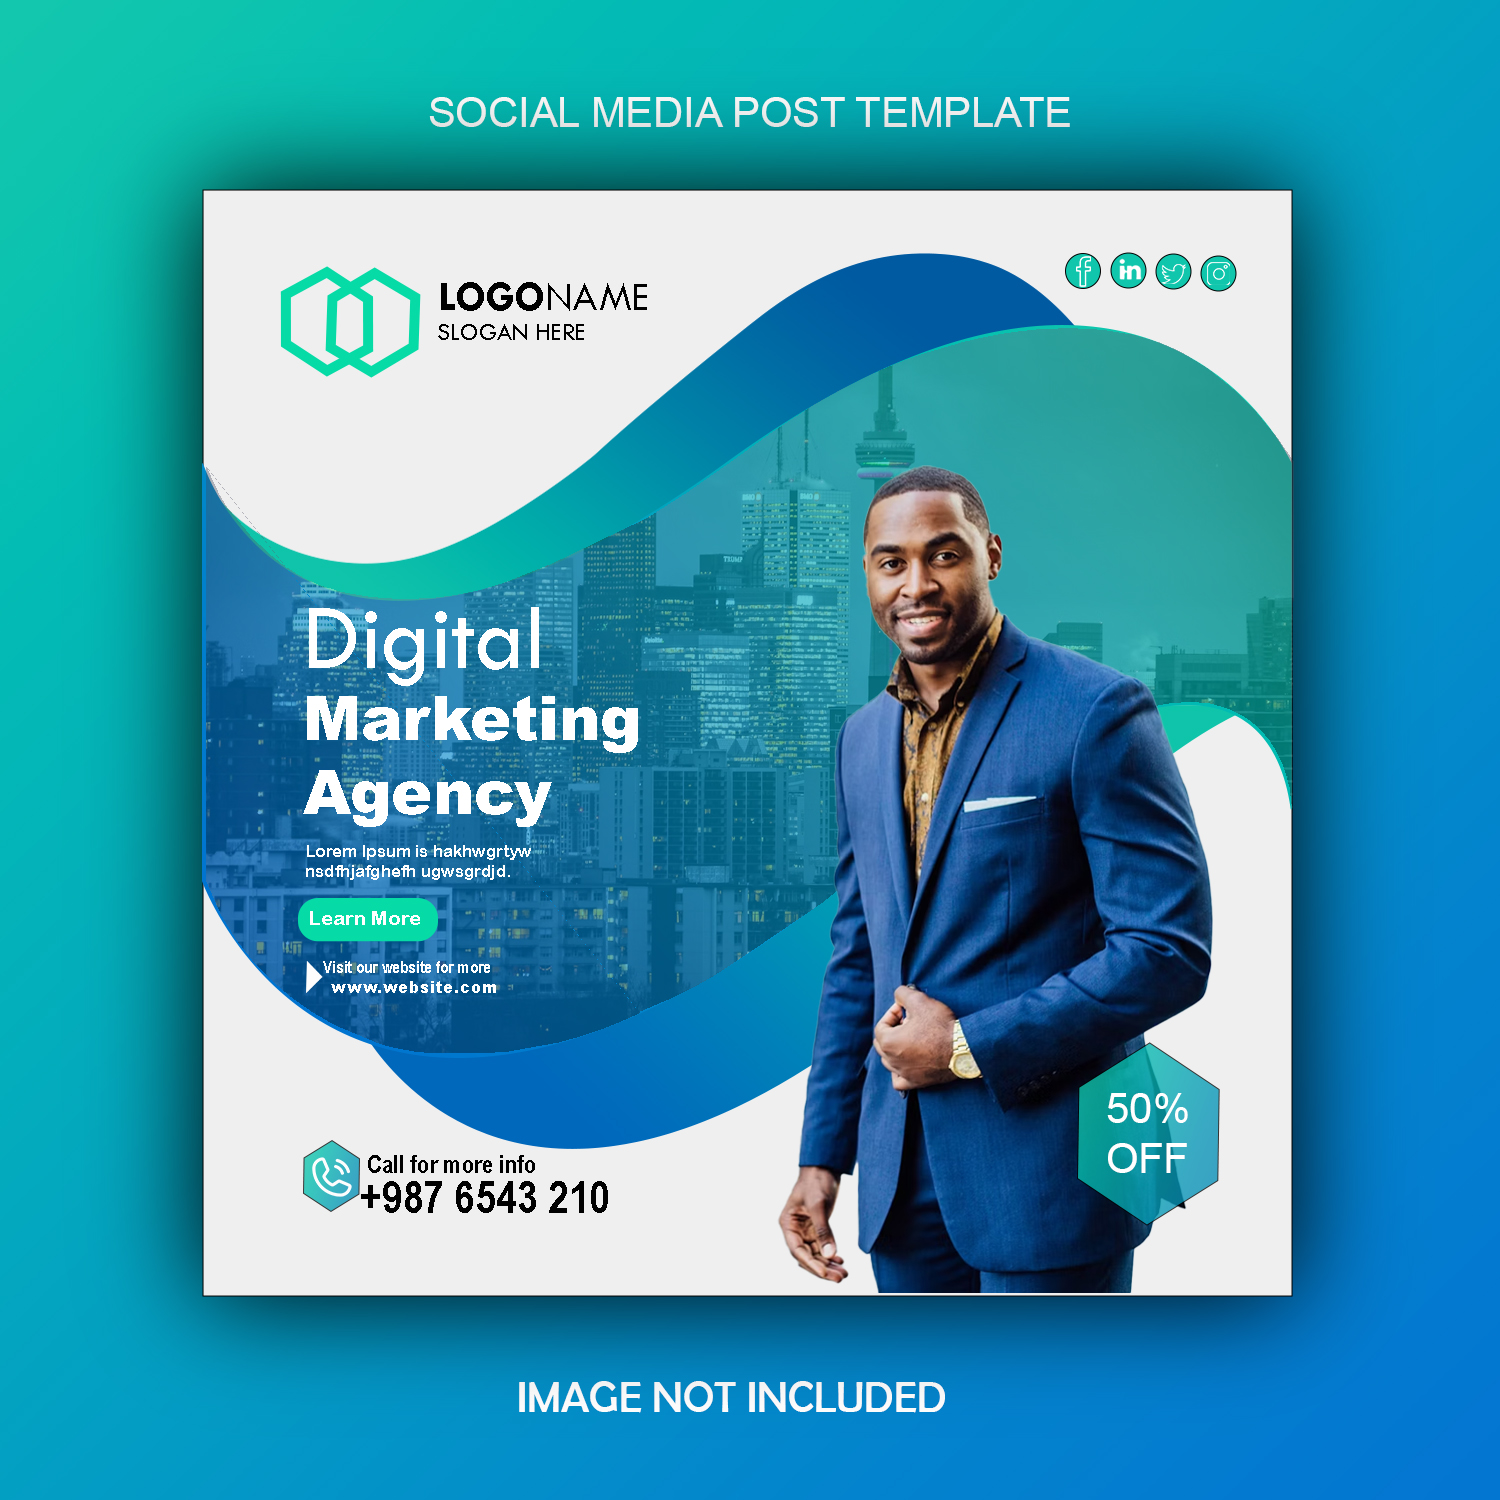 SOCIAL MEDIA POST TEMPLATE
LOGONAME
SLOGAN HERE
in
TRUMP
Digital
Marketing
Agency
Lorem Ipsum is hakhwgrtyw
nsdfhjafghefh ugwsgrdjd.
Learn More
Visit our website for more
www.website.com
50%
OFF
Call for more info
+987 6543 210
IMAGE NOT INCLUDED